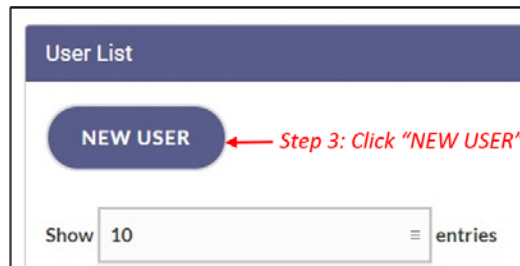 User List
NEW USER
Step 3: Click “NEW USER”
Show 10 entries